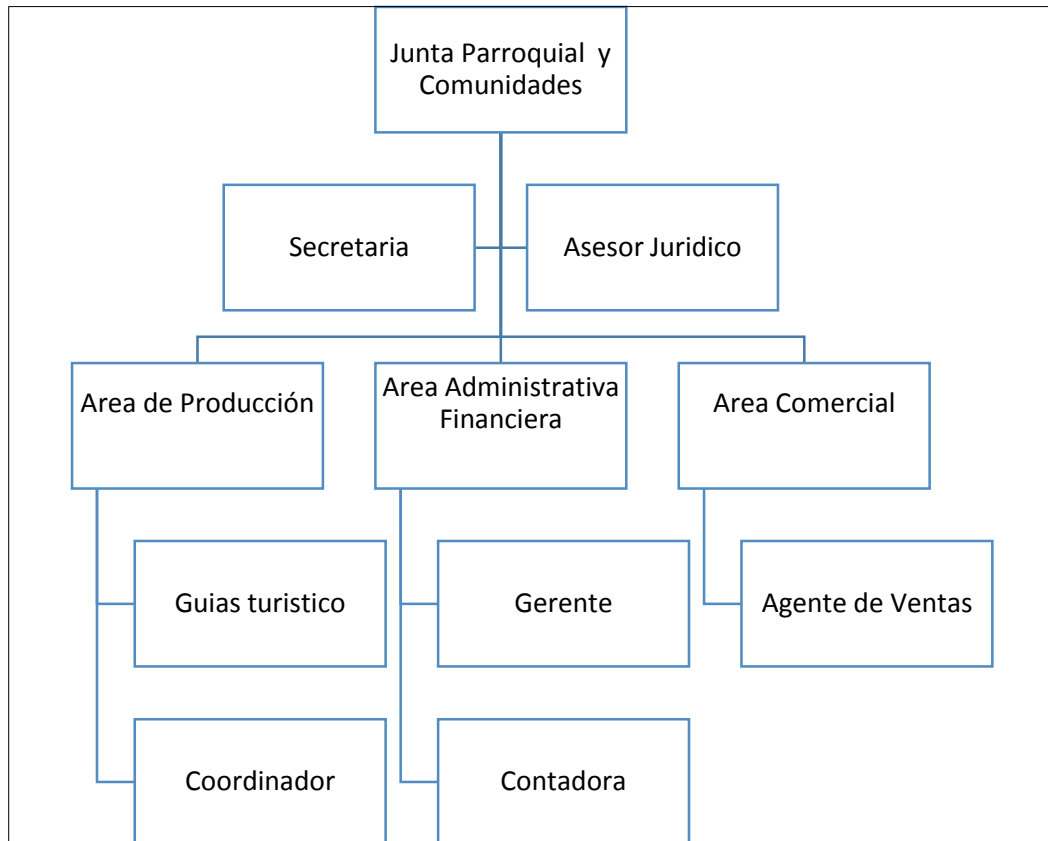 Junta Parroquial y
Comunidades
Secretaria
Asesor Juridico
Area de Producción
Area Administrativa
Financiera
Area Comercial
Guias turistico
Gerente
Agente de Ventas
Coordinador
Contadora